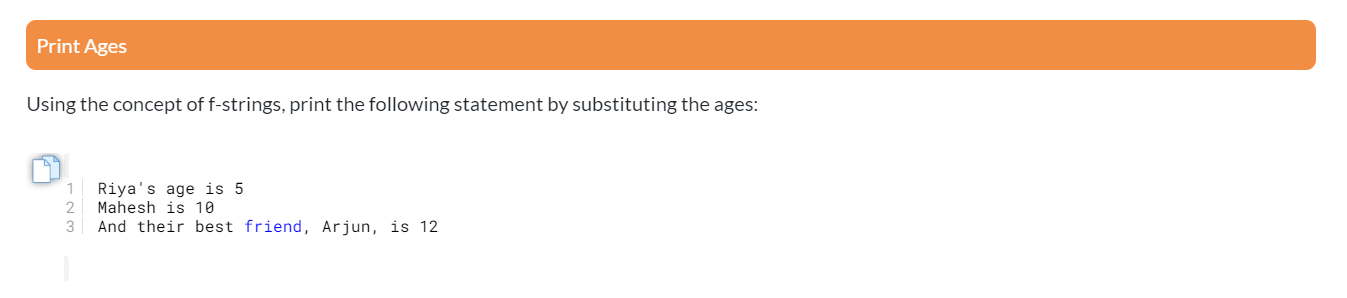 Print Ages
Using the concept of f-strings, print the following statement by substituting the ages:
1 Riya's age is 5
2 Mahesh is 10
3 And their best friend, Arjun, is 12